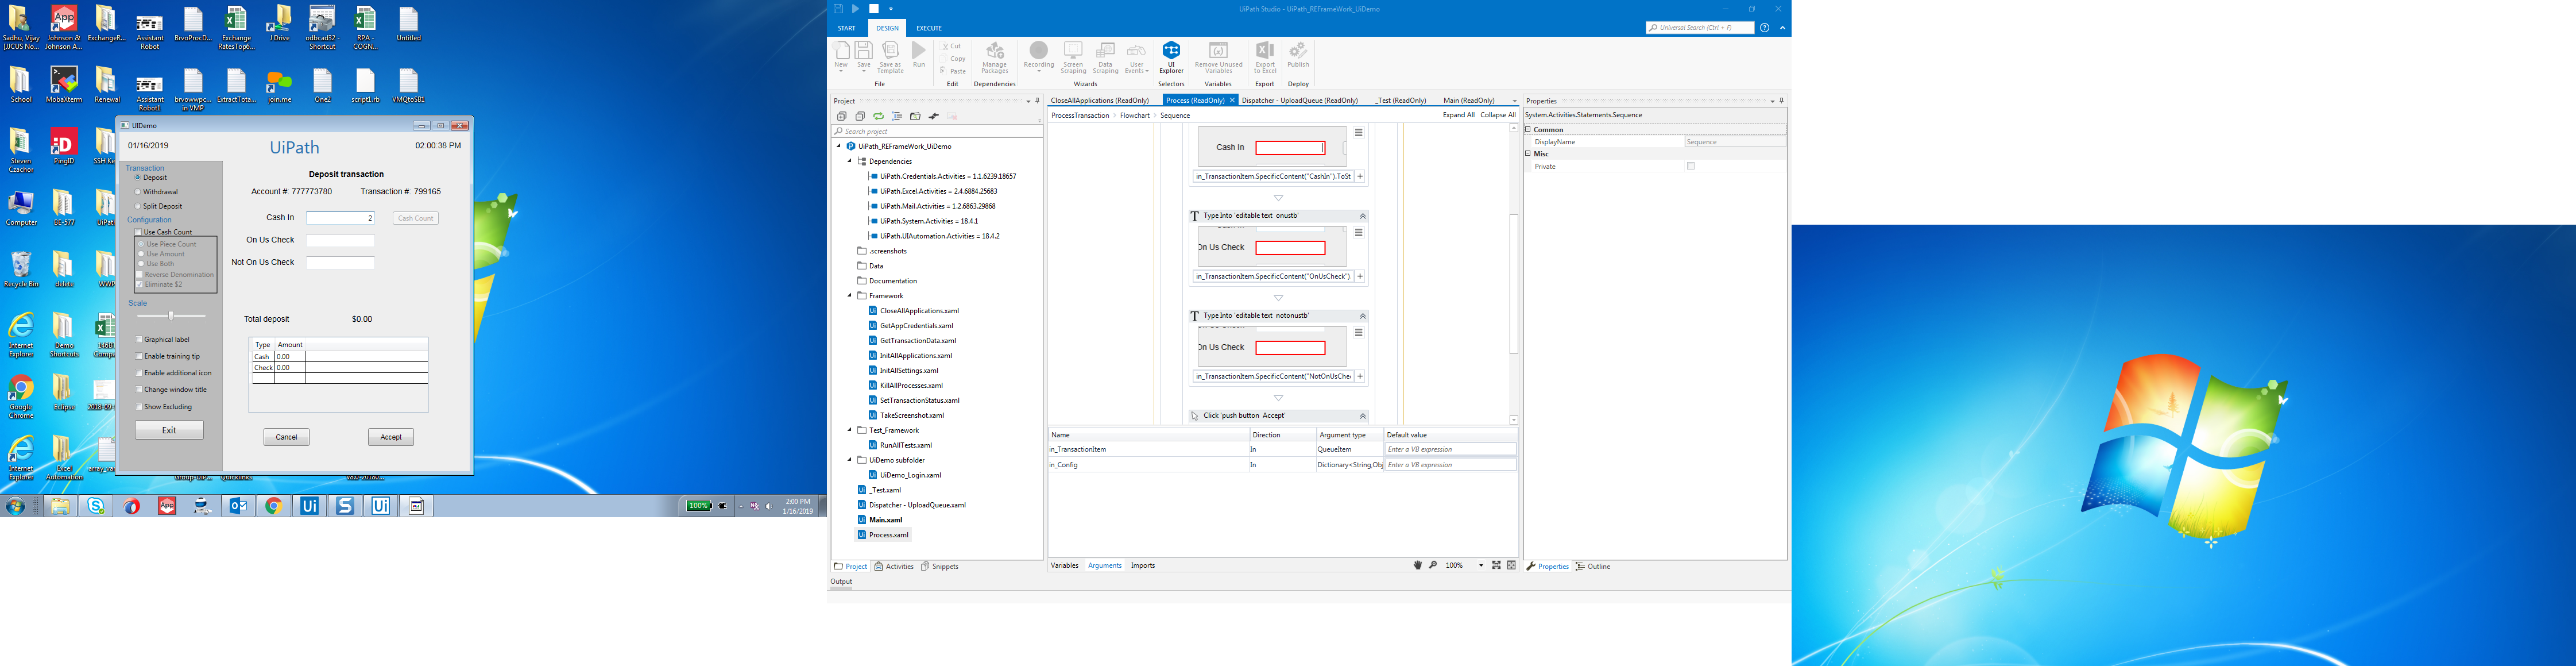 Sadhu, Vijay
[JJCUS No...
Johnson &
Johnson A...
ExchangeR...
Assistant
Robot
BrvoProcD...
Exchange
RatesTop6...
J Drive
odbcad32 -
Shortcut
RPA -
COGN...
Untitled
School
MobaXterm
Renewal
Assistant
Robot1
brvowwpc...
in VMP
ExtractTota...
join.me
One2
script1.irb
VMQtoSB1
Steven
Czachor
PingID
SSH Ke
Computer
BE-577
UiPat
Recycle Bin
delete
WWP
Internet
Explorer
Demo
Shortcuts
Compa
Google
Chrome
Eclipse
2018-09-
Internet
Explorer
Excel
Automation
array_va
UIDemo
01/16/2019
UiPath
02:00:38 PM
Transaction
Deposit
Withdrawal
Split Deposit
Configuration
Use Cash Count
Use Piece Count
Use Amount
Use Both
Reverse Denomination
Eliminate $2
Scale
Graphical label
Enable training tip
Enable additional icon
Change window title
Show Excluding
Exit
Deposit transaction
Account #: 777773780 Transaction #: 799165
Cash In 2 Cash Count
On Us Check
Not On Us Check
Total deposit $0.00
Type Amount
Cash 0.00
Check 0.00
Cancel Accept
100%
2:00 PM
1/16/2019
UiPath Studio - UiPath_REFrameWork_UiDemo
START DESIGN EXECUTE
Universal Search (Ctrl + F)
New
Save
Save as
Template
Run
Cut
Copy
Paste
Manage
Packages
Recording
Screen
Scraping
Data
Scraping
User
Events
UI
Explorer
Remove Unused
Variables
Export
to Excel
Publish
File Edit Dependencies Wizards Selectors Variables Export Deploy
Project
Search project
UiPath_REFrameWork_UiDemo
Dependencies
UiPath.Credentials.Activities = 1.1.6239.18657
UiPath.Excel.Activities = 2.4.6884.25683
UiPath.Mail.Activities = 1.2.6863.29868
UiPath.System.Activities = 18.4.1
UiPath.UIAutomation.Activities = 18.4.2
.screenshots
Data
Documentation
Framework
CloseAllApplications.xaml
GetAppCredentials.xaml
GetTransactionData.xaml
InitAllApplications.xaml
InitAllSettings.xaml
KillAllProcesses.xaml
SetTransactionStatus.xaml
TakeScreenshot.xaml
Test_Framework
RunAllTests.xaml
UiDemo subfolder
UiDemo_Login.xaml
_Test.xaml
Dispatcher - UploadQueue.xaml
Main.xaml
Process.xaml
Project Activities Snippets
Output
CloseAllApplications (ReadOnly) Process (ReadOnly) Dispatcher - UploadQueue (ReadOnly) _Test (ReadOnly) Main (ReadOnly)
ProcessTransaction Flowchart Sequence
Expand All Collapse All
Cash In
in_TransactionItem.SpecificContent("CashIn").ToSt
Type Into 'editable text onustb'
On Us Check
in_TransactionItem.SpecificContent("OnUsCheck").
Type Into 'editable text notonustb'
On Us Check
in_TransactionItem.SpecificContent("NotOnUsChec
Click 'push button Accept'
Name Direction Argument type Default value
in_TransactionItem In QueueItem Enter a VB expression
in_Config In Dictionary<String,Obj Enter a VB expression
Variables Arguments Imports
100%
Properties
System.Activities.Statements.Sequence
Common
DisplayName Sequence
Misc
Private
Properties Outline